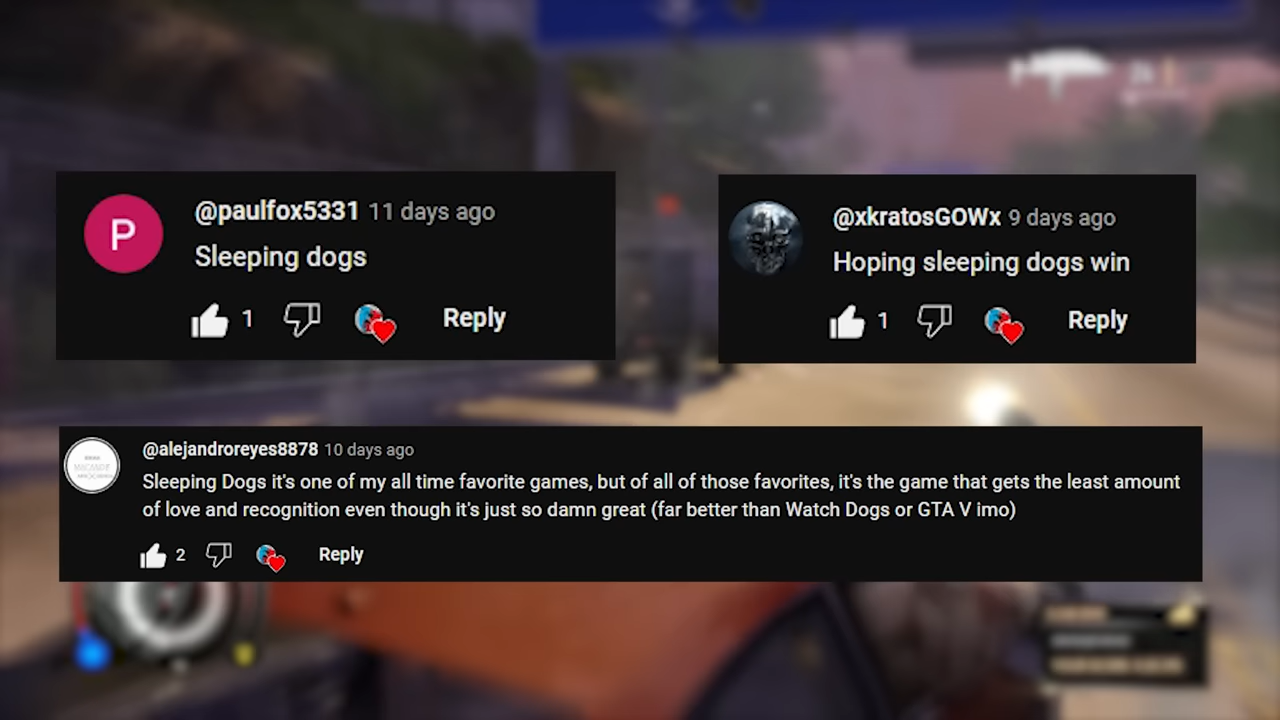 P
@paulfox5331 11 days ago
Sleeping dogs
1 Reply
@xkratosGOWx 9 days ago
Hoping sleeping dogs win
1 Reply
@alejandroreyes8878 10 days ago
Sleeping Dogs it's one of my all time favorite games, but of all of those favorites, it's the game that gets the least amount
of love and recognition even though it's just so damn great (far better than Watch Dogs or GTA V imo)
2 Reply